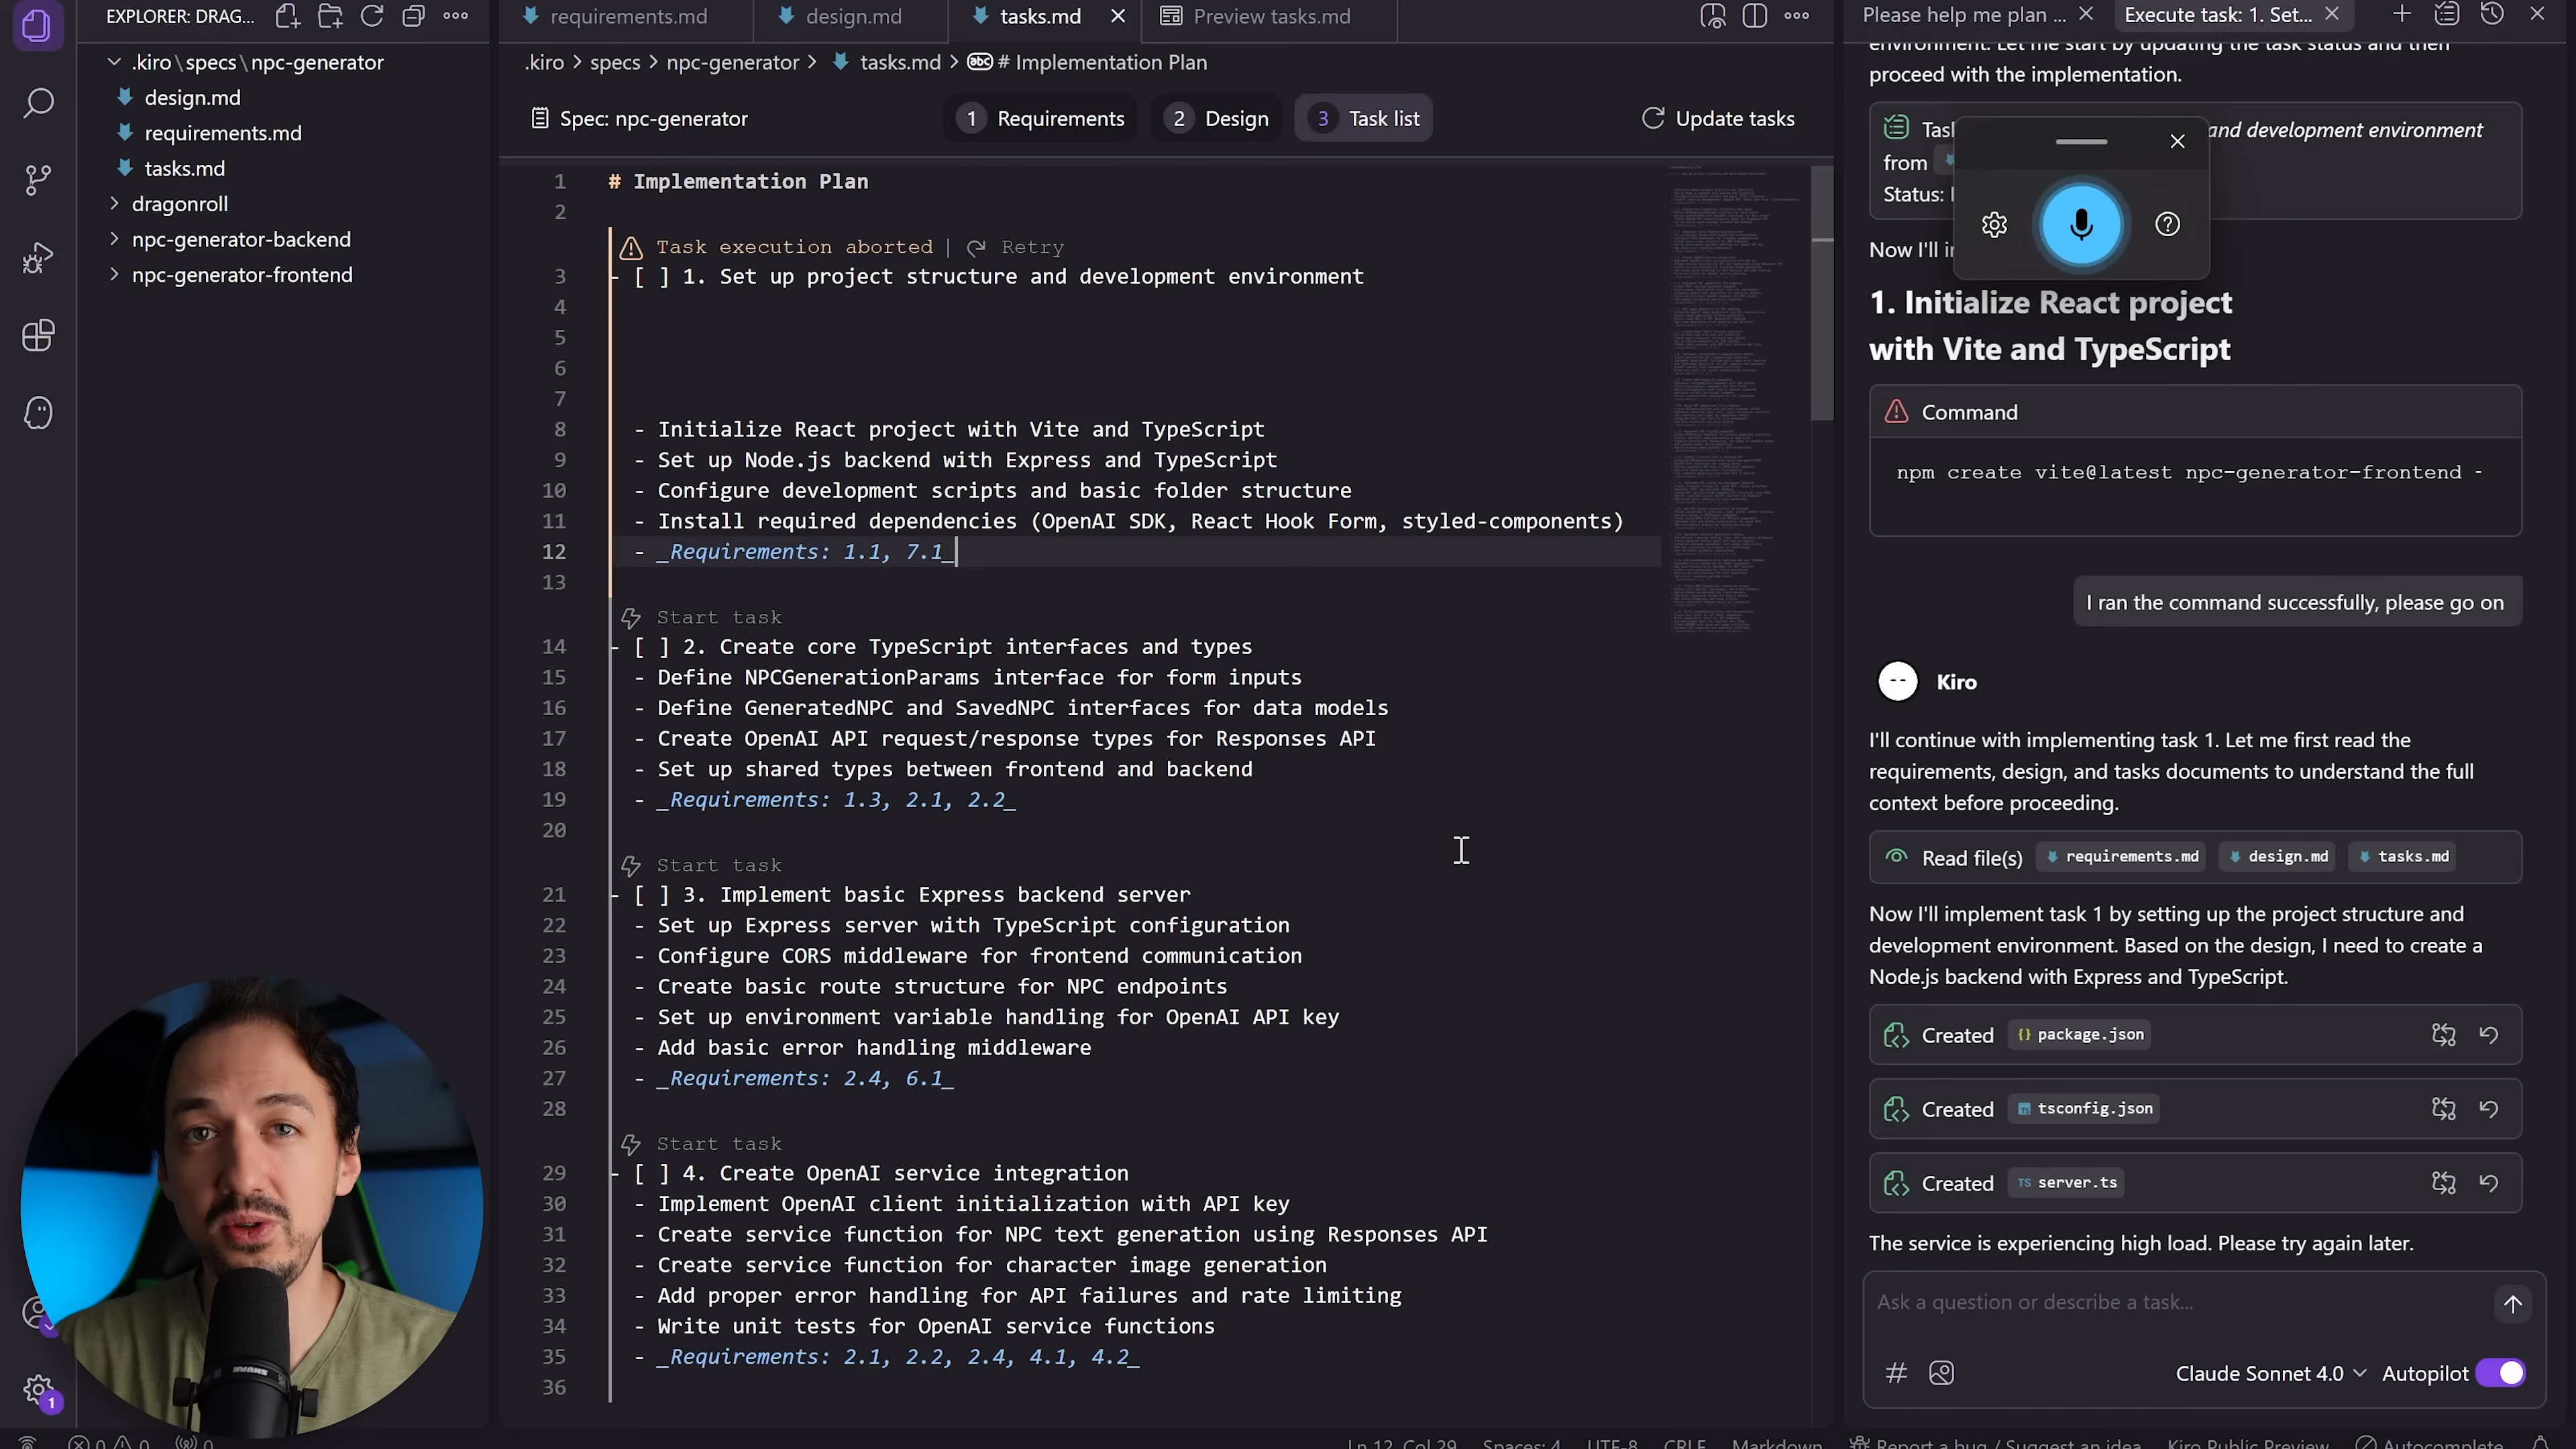 EXPLORER: DRAG...
.kiro\specs\npc-generator
design.md
requirements.md
tasks.md
dragonroll
npc-generator-backend
npc-generator-frontend
1
requirements.md
design.md
tasks.md
Preview tasks.md
.kiro > specs > npc-generator > tasks.md > abc # Implementation Plan
Spec: npc-generator
1 Requirements
2 Design
3 Task list
Update tasks
1 # Implementation Plan
2
Task execution aborted | Retry
3 - [ ] 1. Set up project structure and development environment
4
5
6
7
8 - Initialize React project with Vite and TypeScript
9 - Set up Node.js backend with Express and TypeScript
10 - Configure development scripts and basic folder structure
11 - Install required dependencies (OpenAI SDK, React Hook Form, styled-components)
12 - _Requirements: 1.1, 7.1_
13
Start task
14 - [ ] 2. Create core TypeScript interfaces and types
15 - Define NPCGenerationParams interface for form inputs
16 - Define GeneratedNPC and SavedNPC interfaces for data models
17 - Create OpenAI API request/response types for Responses API
18 - Set up shared types between frontend and backend
19 - _Requirements: 1.3, 2.1, 2.2_
20
Start task
21 - [ ] 3. Implement basic Express backend server
22 - Set up Express server with TypeScript configuration
23 - Configure CORS middleware for frontend communication
24 - Create basic route structure for NPC endpoints
25 - Set up environment variable handling for OpenAI API key
26 - Add basic error handling middleware
27 - _Requirements: 2.4, 6.1_
28
Start task
29 - [ ] 4. Create OpenAI service integration
30 - Implement OpenAI client initialization with API key
31 - Create service function for NPC text generation using Responses API
32 - Create service function for character image generation
33 - Add proper error handling for API failures and rate limiting
34 - Write unit tests for OpenAI service functions
35 - _Requirements: 2.1, 2.2, 2.4, 4.1, 4.2_
36
Please help me plan ...
Execute task: 1. Set...
environment. Let me start by updating the task status and then
proceed with the implementation.
and development environment
from
Status:
Now I'll
1. Initialize React project
with Vite and TypeScript
Command
npm create vite@latest npc-generator-frontend -
I ran the command successfully, please go on
Kiro
I'll continue with implementing task 1. Let me first read the
requirements, design, and tasks documents to understand the full
context before proceeding.
Read file(s) requirements.md design.md tasks.md
Now I'll implement task 1 by setting up the project structure and
development environment. Based on the design, I need to create a
Node.js backend with Express and TypeScript.
Created {} package.json
Created TS tsconfig.json
Created TS server.ts
The service is experiencing high load. Please try again later.
Ask a question or describe a task...
Claude Sonnet 4.0
Autopilot
Ln 12, Col 29 Spaces: 4 UTF-8 CRLF Markdown Report a bug / Suggest an idea Kiro Public Preview Autocomplete